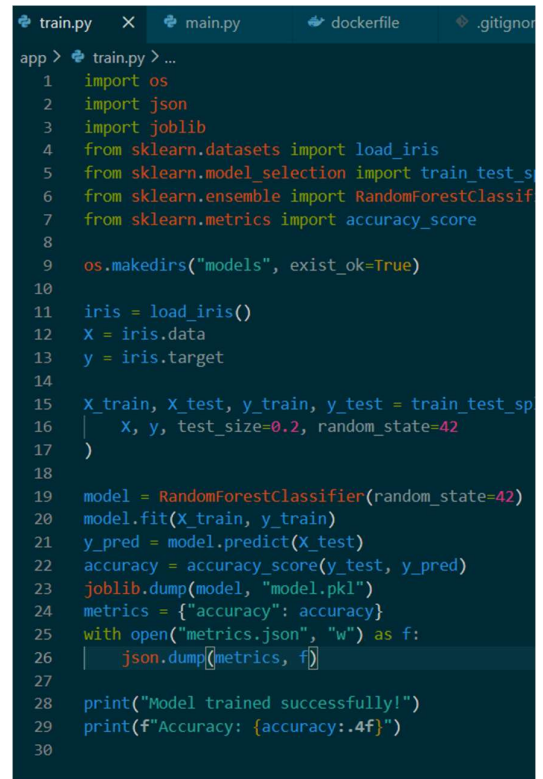 train.py X main.py dockerfile .gitignor
app > train.py > ...
1 import os
2 import json
3 import joblib
4 from sklearn.datasets import load_iris
5 from sklearn.model_selection import train_test_sp
6 from sklearn.ensemble import RandomForestClassif
7 from sklearn.metrics import accuracy_score
8
9 os.makedirs("models", exist_ok=True)
10
11 iris = load_iris()
12 X = iris.data
13 y = iris.target
14
15 X_train, X_test, y_train, y_test = train_test_sp
16     X, y, test_size=0.2, random_state=42
17 )
18
19 model = RandomForestClassifier(random_state=42)
20 model.fit(X_train, y_train)
21 y_pred = model.predict(X_test)
22 accuracy = accuracy_score(y_test, y_pred)
23 joblib.dump(model, "model.pkl")
24 metrics = {"accuracy": accuracy}
25 with open("metrics.json", "w") as f:
26     json.dump(metrics, f)
27
28 print("Model trained successfully!")
29 print(f"Accuracy: {accuracy:.4f}")
30